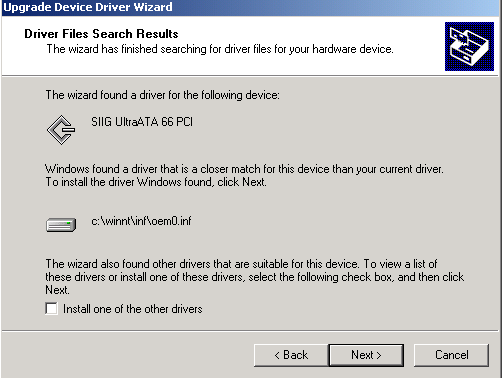 Upgrade Device Driver Wizard
Driver Files Search Results
The wizard has finished searching for driver files for your hardware device.
The wizard found a driver for the following device:
SIIG UltraATA 66 PCI
Windows found a driver that is a closer match for this device than your current driver.
To install the driver Windows found, click Next.
c:\winnt\inf\oem0.inf
The wizard also found other drivers that are suitable for this device. To view a list of
these drivers or install one of these drivers, select the following check box, and then click
Next.
Install one of the other drivers
< Back
Next >
Cancel